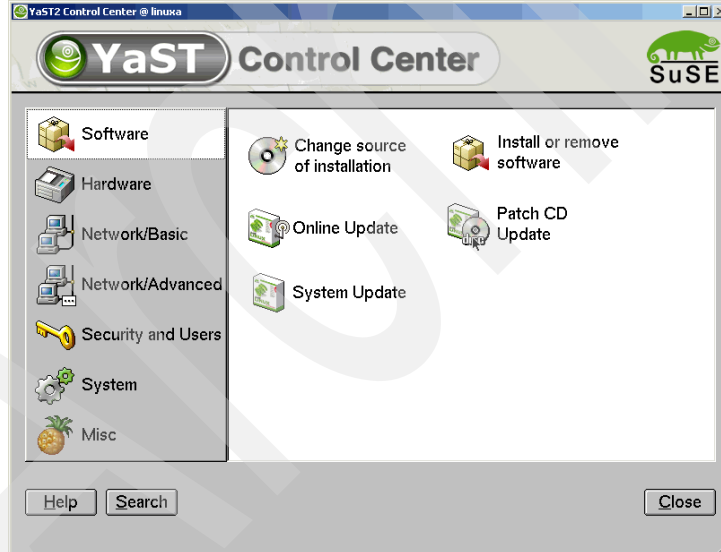 YaST2 Control Center @ linuxa
YaST Control Center
SuSE
Software
Hardware
Network/Basic
Network/Advanced
Security and Users
System
Misc
Change source
of installation
Install or remove
software
Online Update
Patch CD
Update
System Update
Help
Search
Close